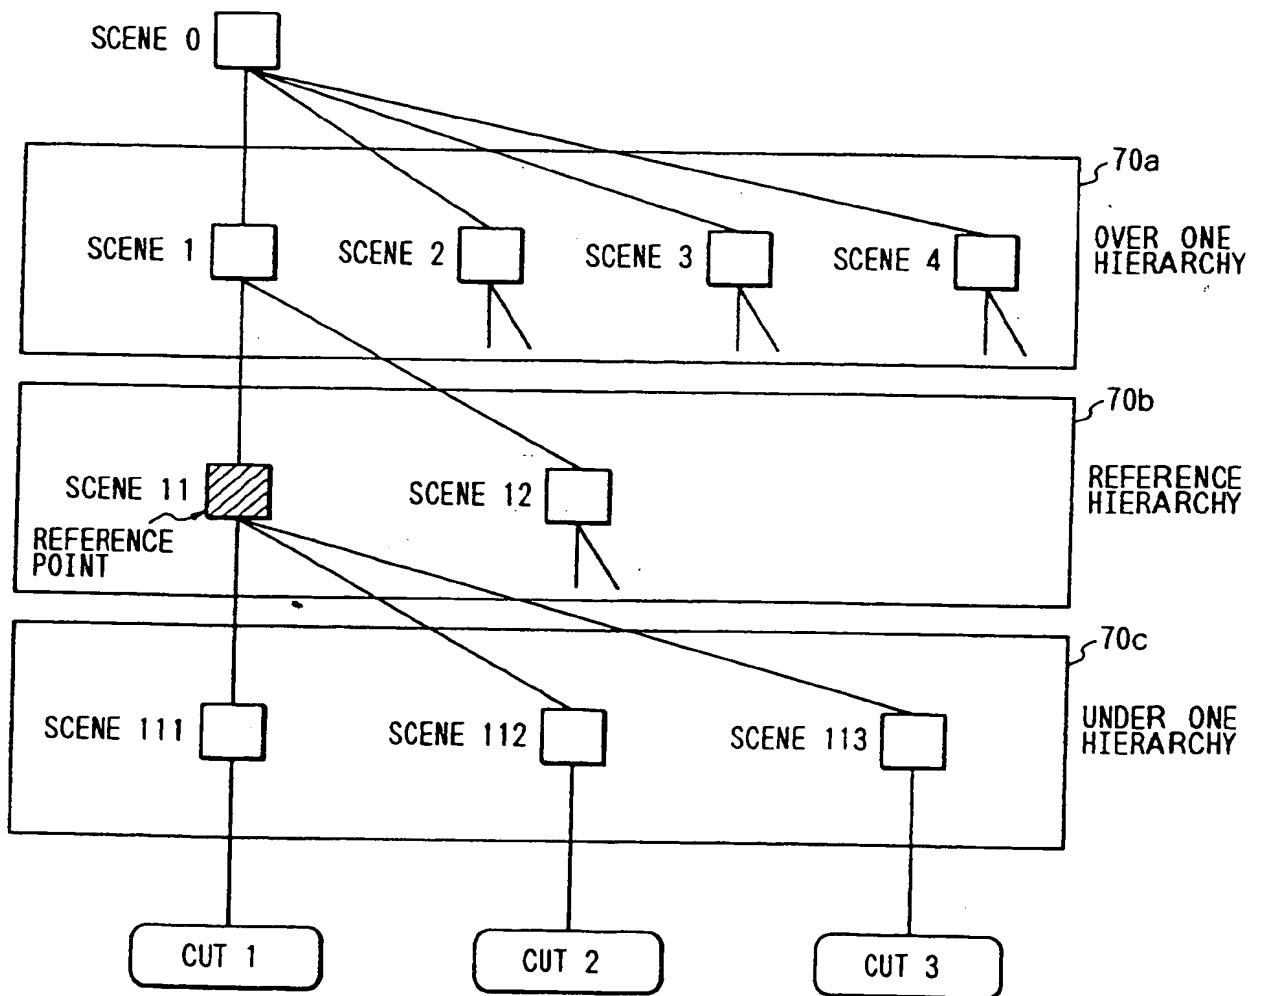 SCENE 0
70a
SCENE 1
SCENE 2
SCENE 3
SCENE 4
OVER ONE
HIERARCHY
70b
SCENE 11
SCENE 12
REFERENCE
HIERARCHY
REFERENCE
POINT
70c
SCENE 111
SCENE 112
SCENE 113
UNDER ONE
HIERARCHY
CUT 1
CUT 2
CUT 3